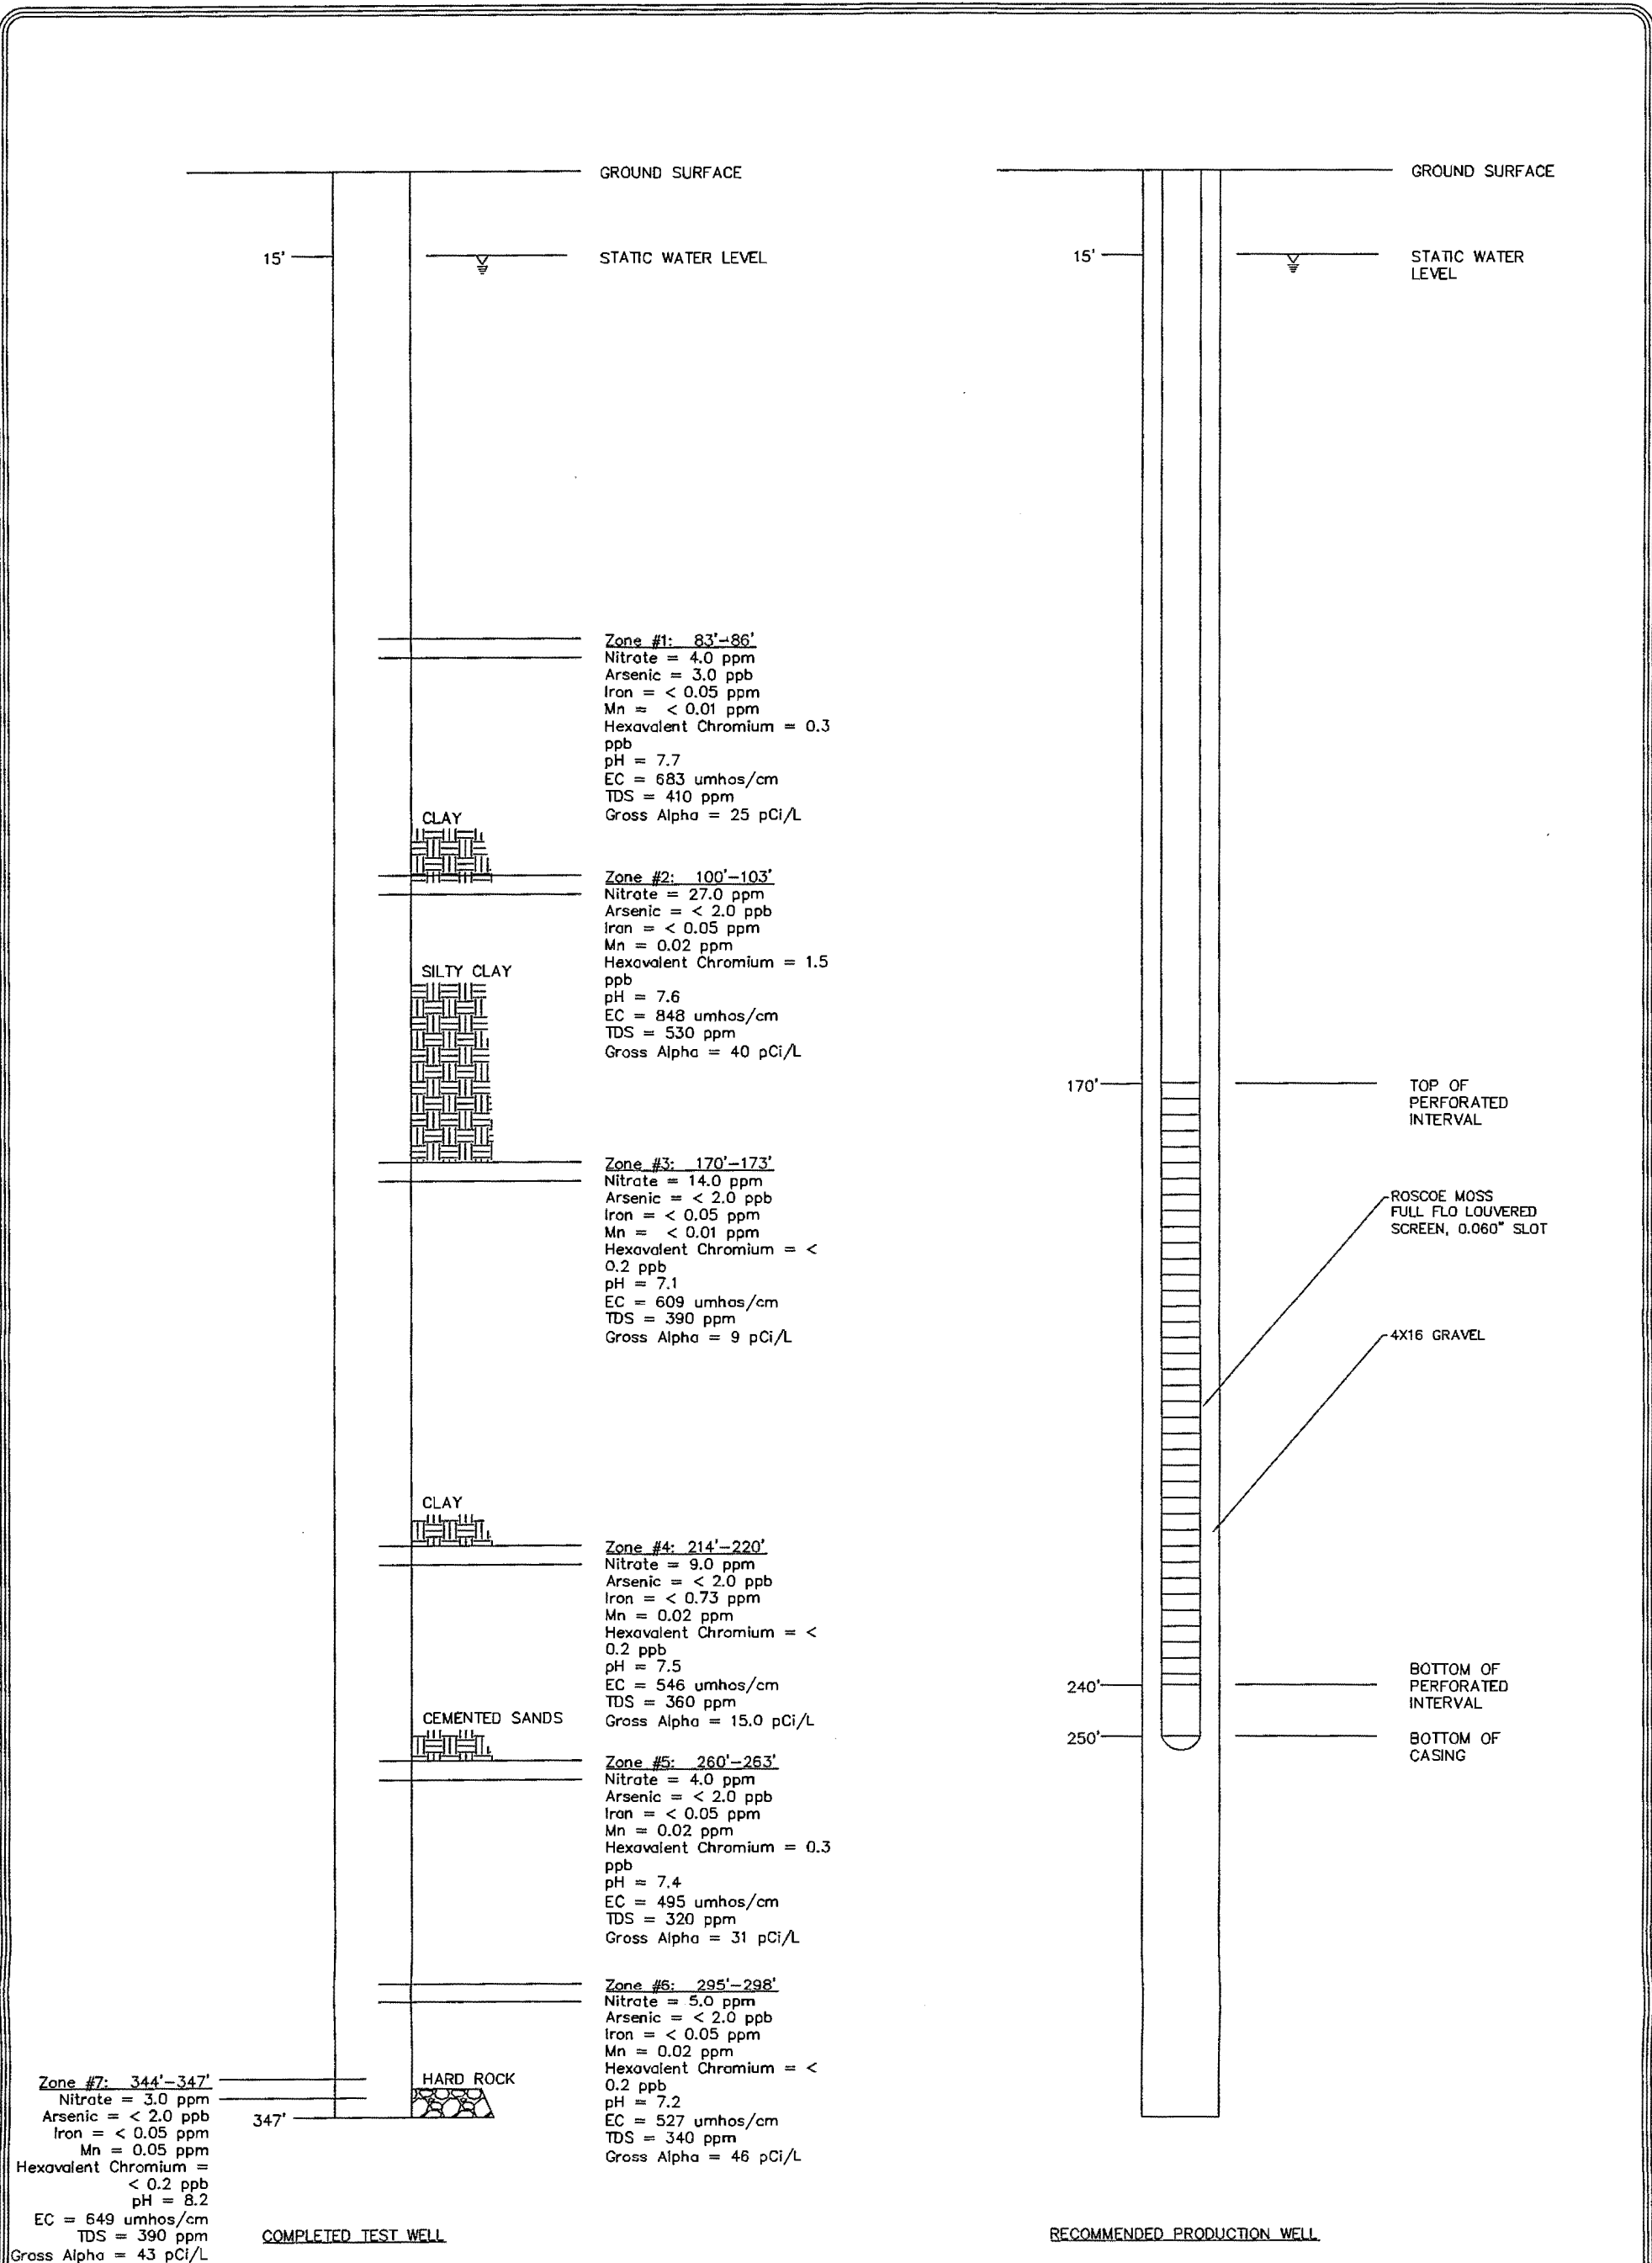 GROUND SURFACE
15'
STATIC WATER LEVEL
Zone #1: 83'-86'
Nitrate = 4.0 ppm
Arsenic = 3.0 ppb
Iron = < 0.05 ppm
Mn = < 0.01 ppm
Hexavalent Chromium = 0.3
ppb
pH = 7.7
EC = 683 umhos/cm
TDS = 410 ppm
Gross Alpha = 25 pCi/L
CLAY
Zone #2: 100'-103'
Nitrate = 27.0 ppm
Arsenic = < 2.0 ppb
Iron = < 0.05 ppm
Mn = 0.02 ppm
Hexavalent Chromium = 1.5
ppb
pH = 7.6
EC = 848 umhos/cm
TDS = 530 ppm
Gross Alpha = 40 pCi/L
SILTY CLAY
Zone #3: 170'-173'
Nitrate = 14.0 ppm
Arsenic = < 2.0 ppb
Iron = < 0.05 ppm
Mn = < 0.01 ppm
Hexavalent Chromium = <
0.2 ppb
pH = 7.1
EC = 609 umhos/cm
TDS = 390 ppm
Gross Alpha = 9 pCi/L
CLAY
Zone #4: 214'-220'
Nitrate = 9.0 ppm
Arsenic = < 2.0 ppb
Iron = < 0.73 ppm
Mn = 0.02 ppm
Hexavalent Chromium = <
0.2 ppb
pH = 7.5
EC = 546 umhos/cm
TDS = 360 ppm
Gross Alpha = 15.0 pCi/L
CEMENTED SANDS
Zone #5: 260'-263'
Nitrate = 4.0 ppm
Arsenic = < 2.0 ppb
Iron = < 0.05 ppm
Mn = 0.02 ppm
Hexavalent Chromium = 0.3
ppb
pH = 7.4
EC = 495 umhos/cm
TDS = 320 ppm
Gross Alpha = 31 pCi/L
Zone #6: 295'-298'
Nitrate = 5.0 ppm
Arsenic = < 2.0 ppb
Iron = < 0.05 ppm
Mn = 0.02 ppm
Hexavalent Chromium = <
0.2 ppb
pH = 7.2
EC = 527 umhos/cm
TDS = 340 ppm
Gross Alpha = 46 pCi/L
HARD ROCK
347'
Zone #7: 344'-347'
Nitrate = 3.0 ppm
Arsenic = < 2.0 ppb
Iron = < 0.05 ppm
Mn = 0.05 ppm
Hexavalent Chromium =
< 0.2 ppb
pH = 8.2
EC = 649 umhos/cm
TDS = 390 ppm
Gross Alpha = 43 pCi/L
COMPLETED TEST WELL
GROUND SURFACE
15'
STATIC WATER
LEVEL
170'
TOP OF
PERFORATED
INTERVAL
ROSCOE MOSS
FULL FLO LOUVERED
SCREEN, 0.060" SLOT
4X16 GRAVEL
240'
BOTTOM OF
PERFORATED
INTERVAL
250'
BOTTOM OF
CASING
RECOMMENDED PRODUCTION WELL